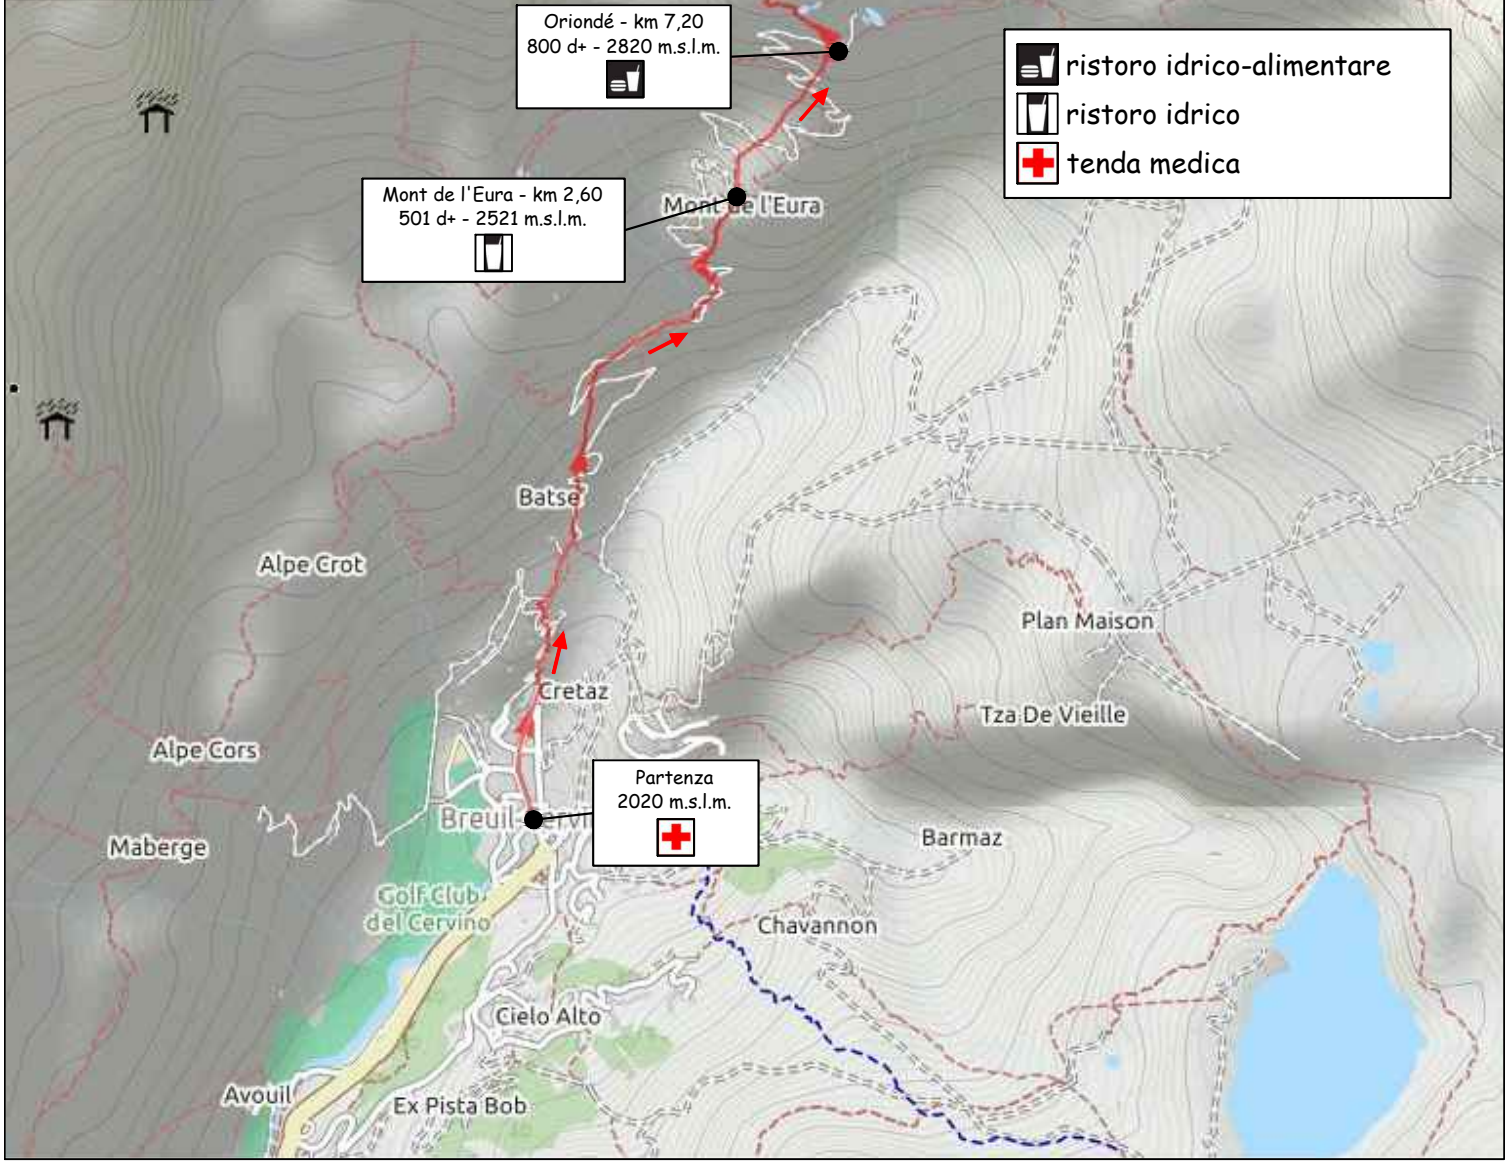 Oriondé - km 7,20
800 d+ - 2820 m.s.l.m.
ristoro idrico-alimentare
ristoro idrico
tenda medica
Mont de l'Eura - km 2,60
501 d+ - 2521 m.s.l.m.
Mont de l'Eura
Batse
Alpe Crot
Plan Maison
Cretaz
Tza De Vieille
Alpe Cors
Partenza
2020 m.s.l.m.
Breuil-Cervi
Barmaz
Maberge
Golf Club
del Cervino
Chavannon
Cielo Alto
Avouil
Ex Pista Bob